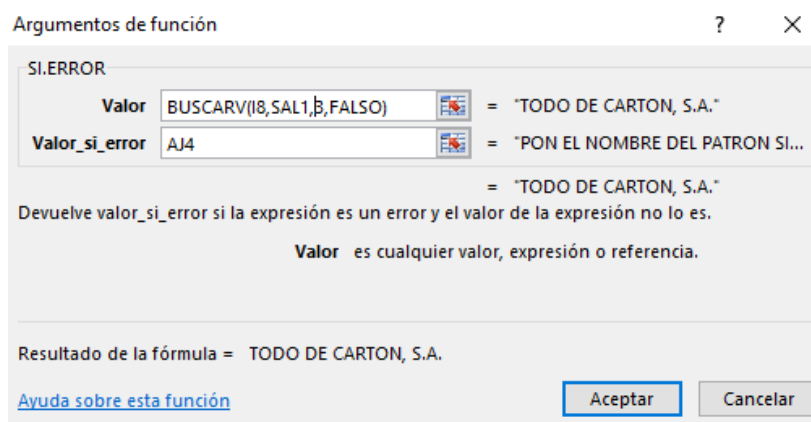 Argumentos de función ? ×
SI.ERROR
Valor BUSCARV(I8,SAL1,3,FALSO) = "TODO DE CARTON, S.A."
Valor_si_error AJ4 = "PON EL NOMBRE DEL PATRON SI...
= "TODO DE CARTON, S.A."
Devuelve valor_si_error si la expresión es un error y el valor de la expresión no lo es.
Valor es cualquier valor, expresión o referencia.
Resultado de la fórmula = TODO DE CARTON, S.A.
Ayuda sobre esta función Aceptar Cancelar